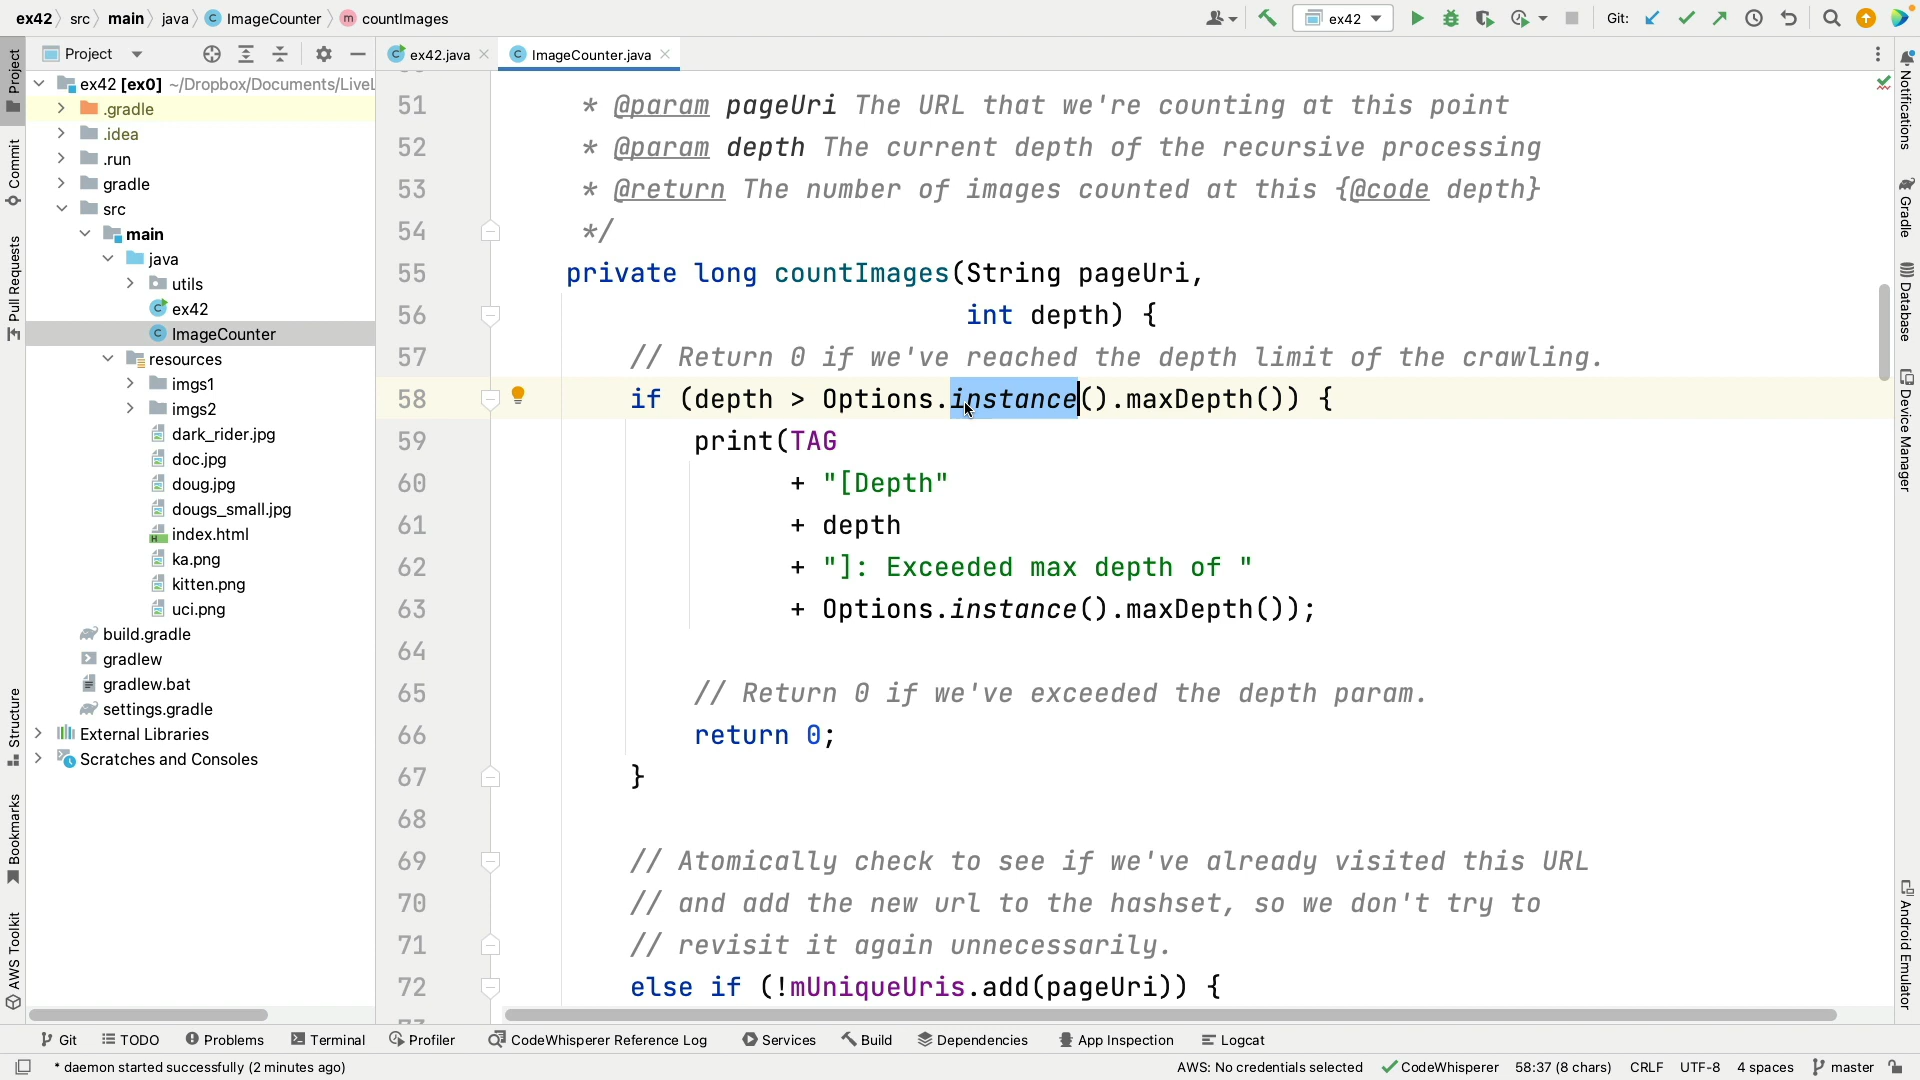 ex42 src main java ImageCounter countImages ex42 Git:
Project
ex42.java ImageCounter.java
ex42 [ex0] ~/Dropbox/Documents/LiveL
.gradle
.idea
.run
gradle
src
main
java
utils
ex42
ImageCounter
resources
imgs1
imgs2
dark_rider.jpg
doc.jpg
doug.jpg
dougs_small.jpg
index.html
ka.png
kitten.png
uci.png
build.gradle
gradlew
gradlew.bat
settings.gradle
External Libraries
Scratches and Consoles
Project
Commit
Pull Requests
Structure
Bookmarks
AWS Toolkit
51 * @param pageUri The URL that we're counting at this point
52 * @param depth The current depth of the recursive processing
53 * @return The number of images counted at this {@code depth}
54 */
55 private long countImages(String pageUri,
56 int depth) {
57 // Return 0 if we've reached the depth limit of the crawling.
58 if (depth > Options.instance().maxDepth()) {
59 print(TAG
60 + "[Depth"
61 + depth
62 + "]: Exceeded max depth of "
63 + Options.instance().maxDepth());
64
65 // Return 0 if we've exceeded the depth param.
66 return 0;
67 }
68
69 // Atomically check to see if we've already visited this URL
70 // and add the new url to the hashset, so we don't try to
71 // revisit it again unnecessarily.
72 else if (!mUniqueUris.add(pageUri)) {
Notifications
Gradle
Database
Device Manager
Android Emulator
Git TODO Problems Terminal Profiler CodeWhisperer Reference Log Services Build Dependencies App Inspection Logcat
* daemon started successfully (2 minutes ago) AWS: No credentials selected CodeWhisperer 58:37 (8 chars) CRLF UTF-8 4 spaces master